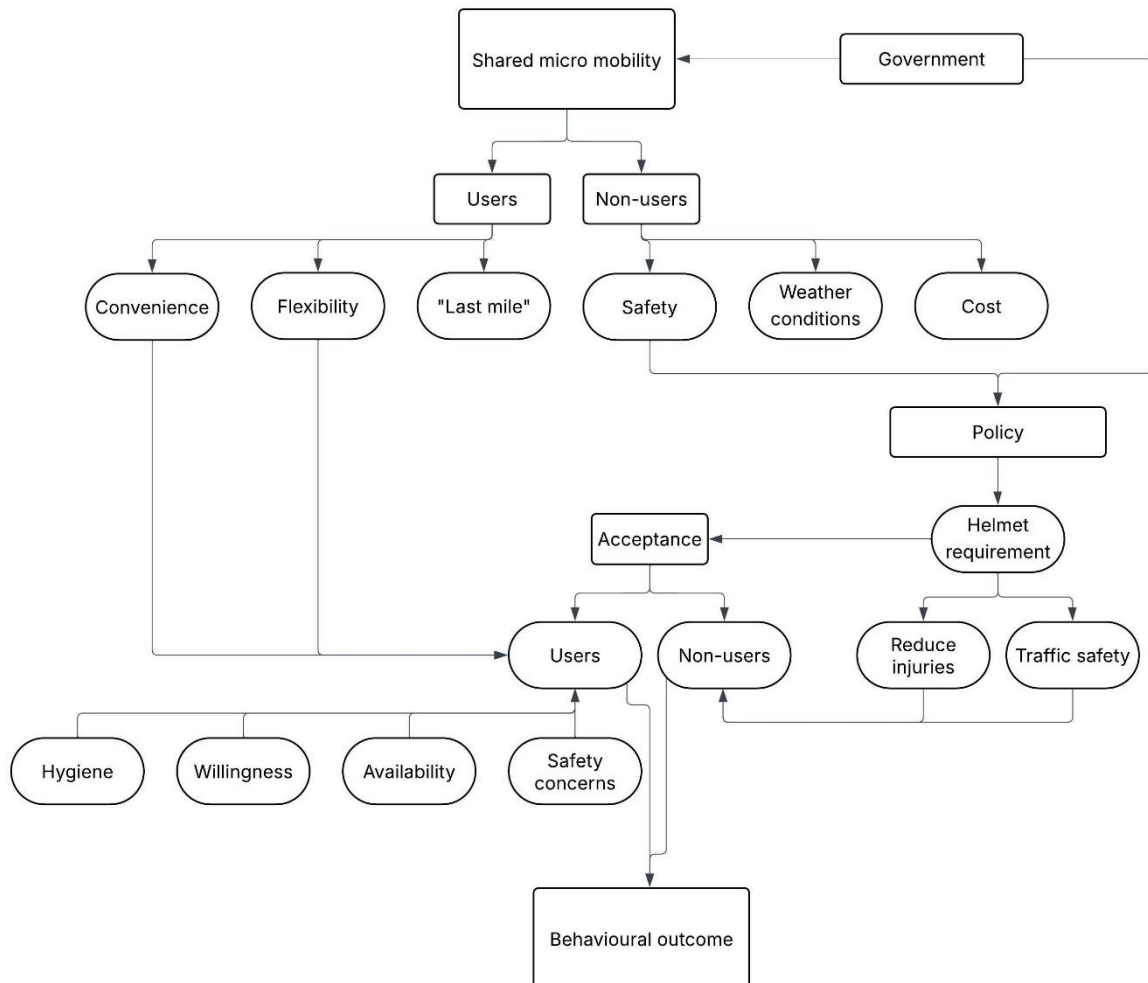 Shared micro mobility
Government
Users
Non-users
Convenience
Flexibility
"Last mile"
Safety
Weather
conditions
Cost
Policy
Acceptance
Helmet
requirement
Users
Non-users
Reduce
injuries
Traffic safety
Hygiene
Willingness
Availability
Safety
concerns
Behavioural outcome